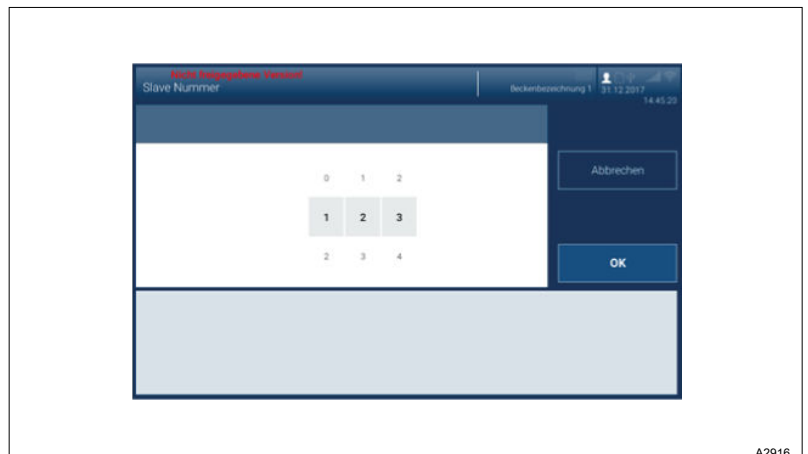 Nicht freigegebene Version!
Slave Nummer
Beckenbezeichnung 1
31.12.2017
14:45:20
0 1 2
1 2 3
2 3 4
Abbrechen
OK
A2916